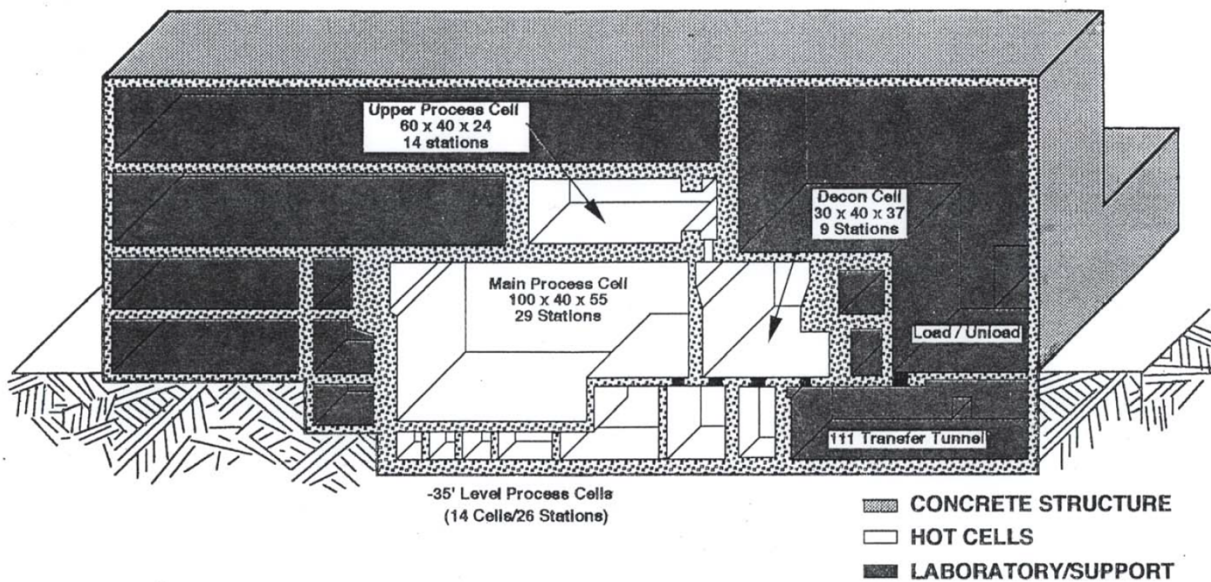 Upper Process Cell
60 x 40 x 24
14 stations
Decon Cell
30 x 40 x 37
9 Stations
Main Process Cell
100 x 40 x 55
29 Stations
Load / Unload
111 Transfer Tunnel
-35' Level Process Cells
(14 Cells/26 Stations)
CONCRETE STRUCTURE
HOT CELLS
LABORATORY/SUPPORT